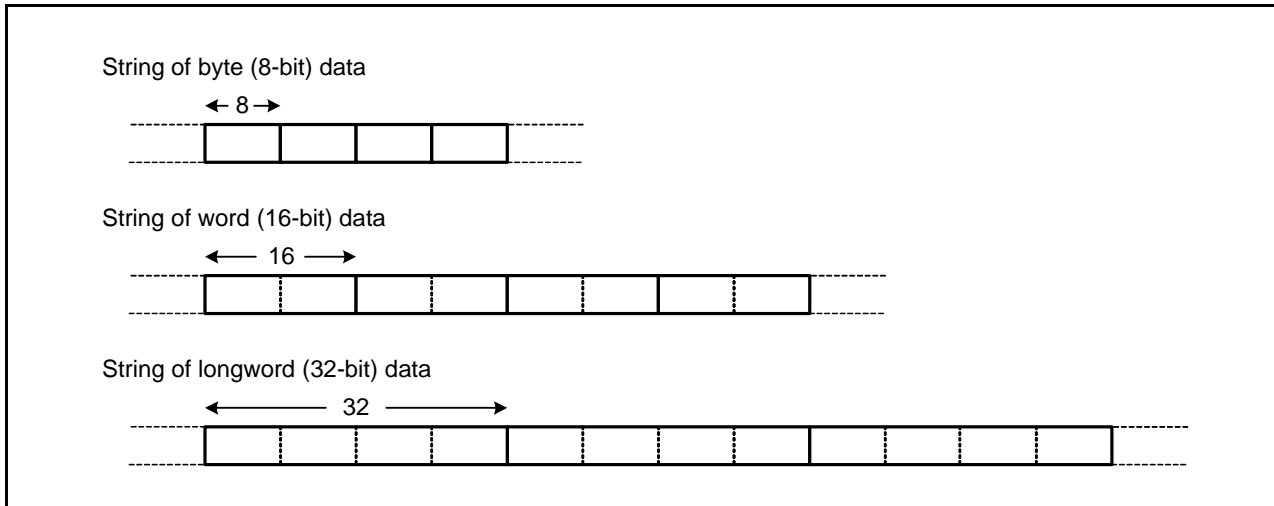 String of byte (8-bit) data
8
String of word (16-bit) data
16
String of longword (32-bit) data
32